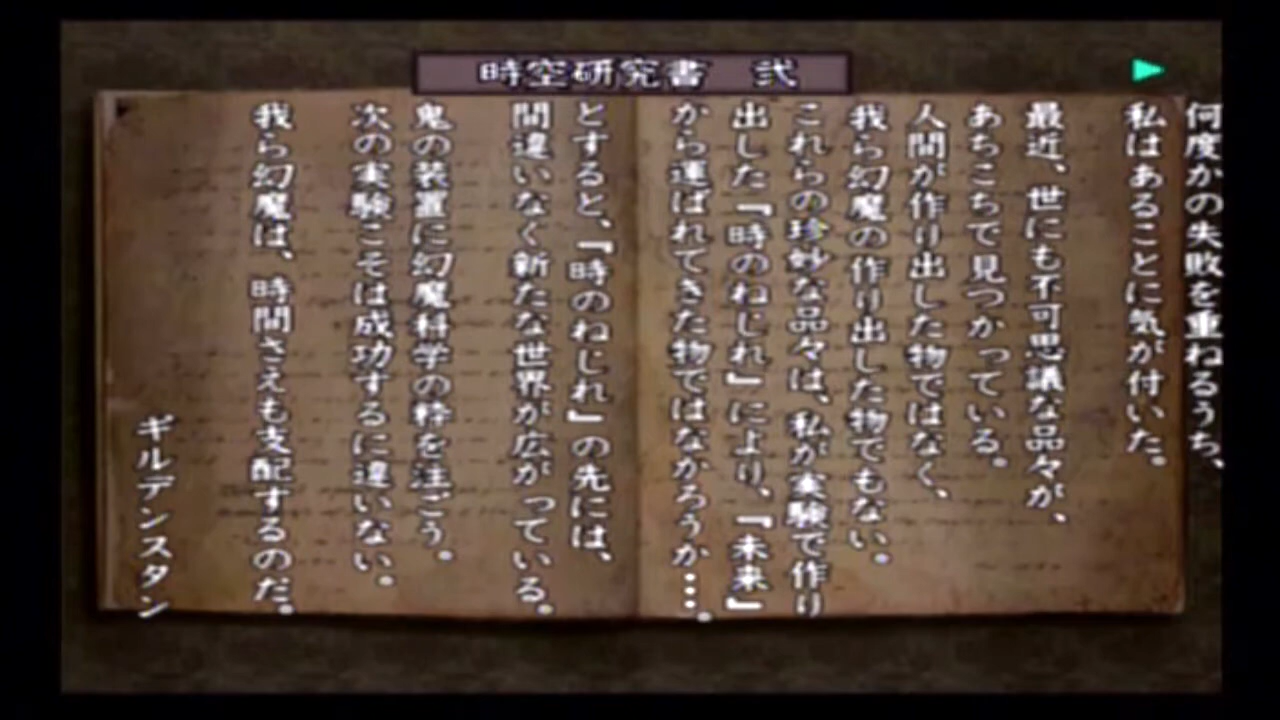 時空研究書　弐
何度かの失敗を重ねるうち、
私はあることに気が付いた。
最近、世にも不可思議な品々が、
あちこちで見つかっている。
人間が作り出した物ではなく、
我ら幻魔の作り出した物でもない。
これらの珍妙な品々は、私が実験で作り
出した『時のねじれ』により、『未来』
から運ばれてきた物ではなかろうか…。
とすると、『時のねじれ』の先には、
間違いなく新たな世界が広がっている。
鬼の装置に幻魔科学の粋を注ごう。
次の実験こそは成功するに違いない。
我ら幻魔は、時間さえも支配するのだ。
ギルデンスタン